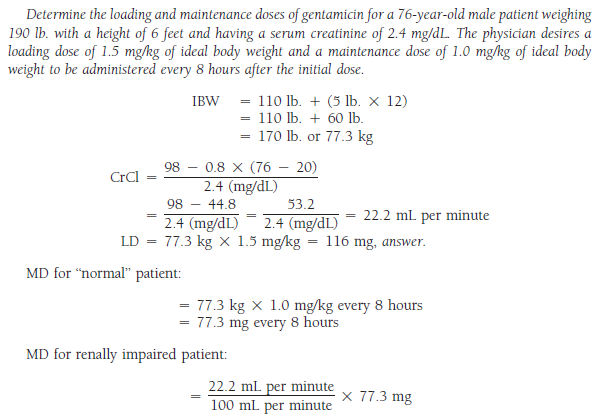 Determine the loading and maintenance doses of gentamicin for a 76-year-old male patient weighing
190 lb. with a height of 6 feet and having a serum creatinine of 2.4 mg/dL. The physician desires a
loading dose of 1.5 mg/kg of ideal body weight and a maintenance dose of 1.0 mg/kg of ideal body
weight to be administered every 8 hours after the initial dose.
IBW = 110 lb. + (5 lb. × 12)
= 110 lb. + 60 lb.
= 170 lb. or 77.3 kg
CrCl = 98 − 0.8 × (76 − 20)
2.4 (mg/dL)
= 98 − 44.8 / 2.4 (mg/dL) = 53.2 / 2.4 (mg/dL) = 22.2 mL per minute
LD = 77.3 kg × 1.5 mg/kg = 116 mg, answer.
MD for “normal” patient:
= 77.3 kg × 1.0 mg/kg every 8 hours
= 77.3 mg every 8 hours
MD for renally impaired patient:
= 22.2 mL per minute / 100 mL per minute × 77.3 mg